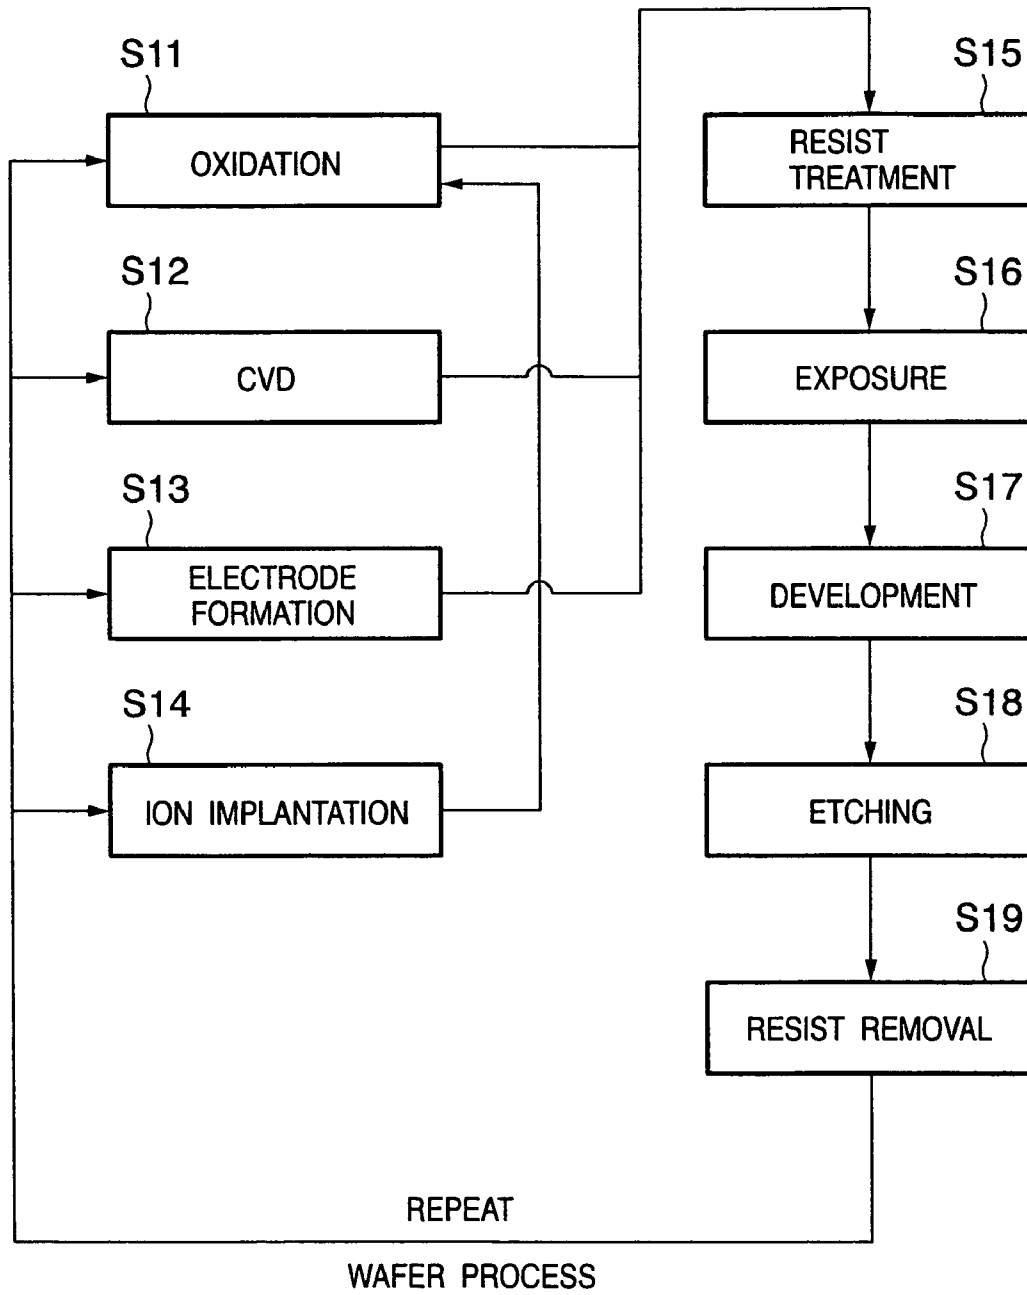 S11
OXIDATION
S12
CVD
S13
ELECTRODE
FORMATION
S14
ION IMPLANTATION
S15
RESIST
TREATMENT
S16
EXPOSURE
S17
DEVELOPMENT
S18
ETCHING
S19
RESIST REMOVAL
REPEAT
WAFER PROCESS